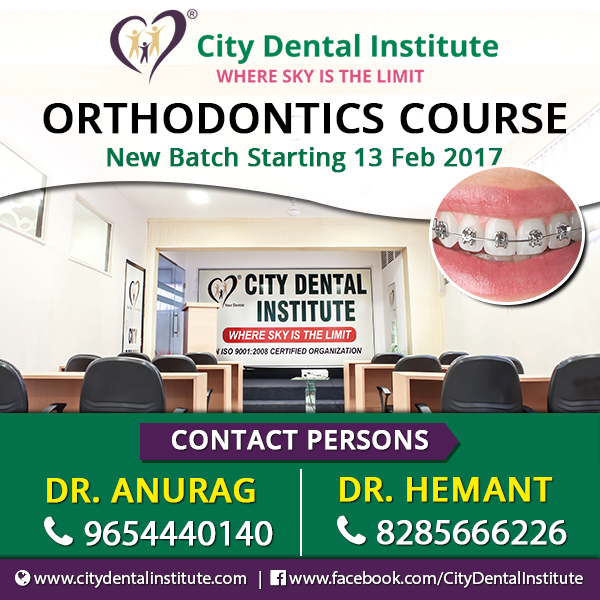 ®
City Dental Institute
WHERE SKY IS THE LIMIT
ORTHODONTICS COURSE
New Batch Starting 13 Feb 2017
CITY DENTAL
Your Dentist
INSTITUTE
WHERE SKY IS THE LIMIT
N ISO 9001:2008 CERTIFIED ORGANIZATION
CONTACT PERSONS
DR. ANURAG
9654440140
DR. HEMANT
8285666226
www.citydentalinstitute.com | www.facebook.com/CityDentalInstitute